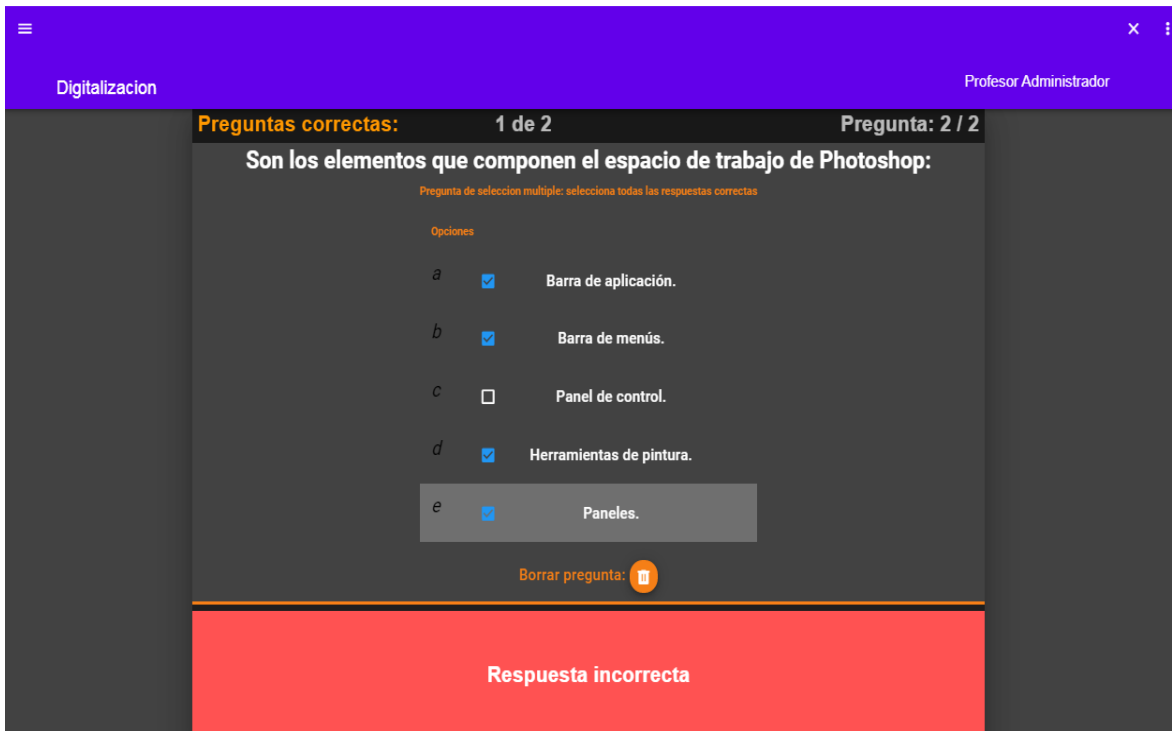 Digitalizacion
Profesor Administrador
Preguntas correctas: 1 de 2 Pregunta: 2 / 2
Son los elementos que componen el espacio de trabajo de Photoshop:
Pregunta de seleccion multiple: selecciona todas las respuestas correctas
Opciones
a Barra de aplicación.
b Barra de menús.
c Panel de control.
d Herramientas de pintura.
e Paneles.
Borrar pregunta:
Respuesta incorrecta